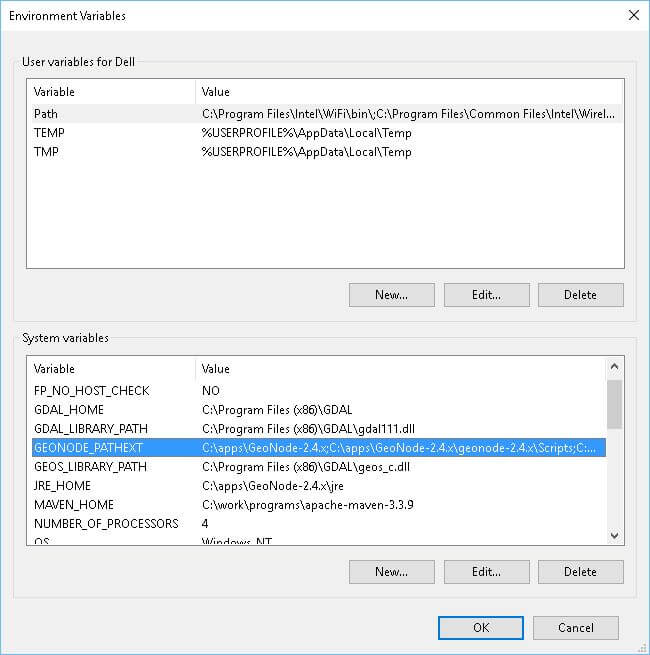 Environment Variables
User variables for Dell
Variable Value
Path C:\Program Files\Intel\WiFi\bin\;C:\Program Files\Common Files\Intel\Wirel...
TEMP %USERPROFILE%\AppData\Local\Temp
TMP %USERPROFILE%\AppData\Local\Temp
New... Edit... Delete
System variables
Variable Value
FP_NO_HOST_CHECK NO
GDAL_HOME C:\Program Files (x86)\GDAL
GDAL_LIBRARY_PATH C:\Program Files (x86)\GDAL\gdal111.dll
GEONODE_PATHEXT C:\apps\GeoNode-2.4.x;C:\apps\GeoNode-2.4.x\geonode-2.4.x\Scripts;C:...
GEOS_LIBRARY_PATH C:\Program Files (x86)\GDAL\geos_c.dll
JRE_HOME C:\apps\GeoNode-2.4.x\jre
MAVEN_HOME C:\work\programs\apache-maven-3.3.9
NUMBER_OF_PROCESSORS 4
OS Windows_NT
New... Edit... Delete
OK Cancel